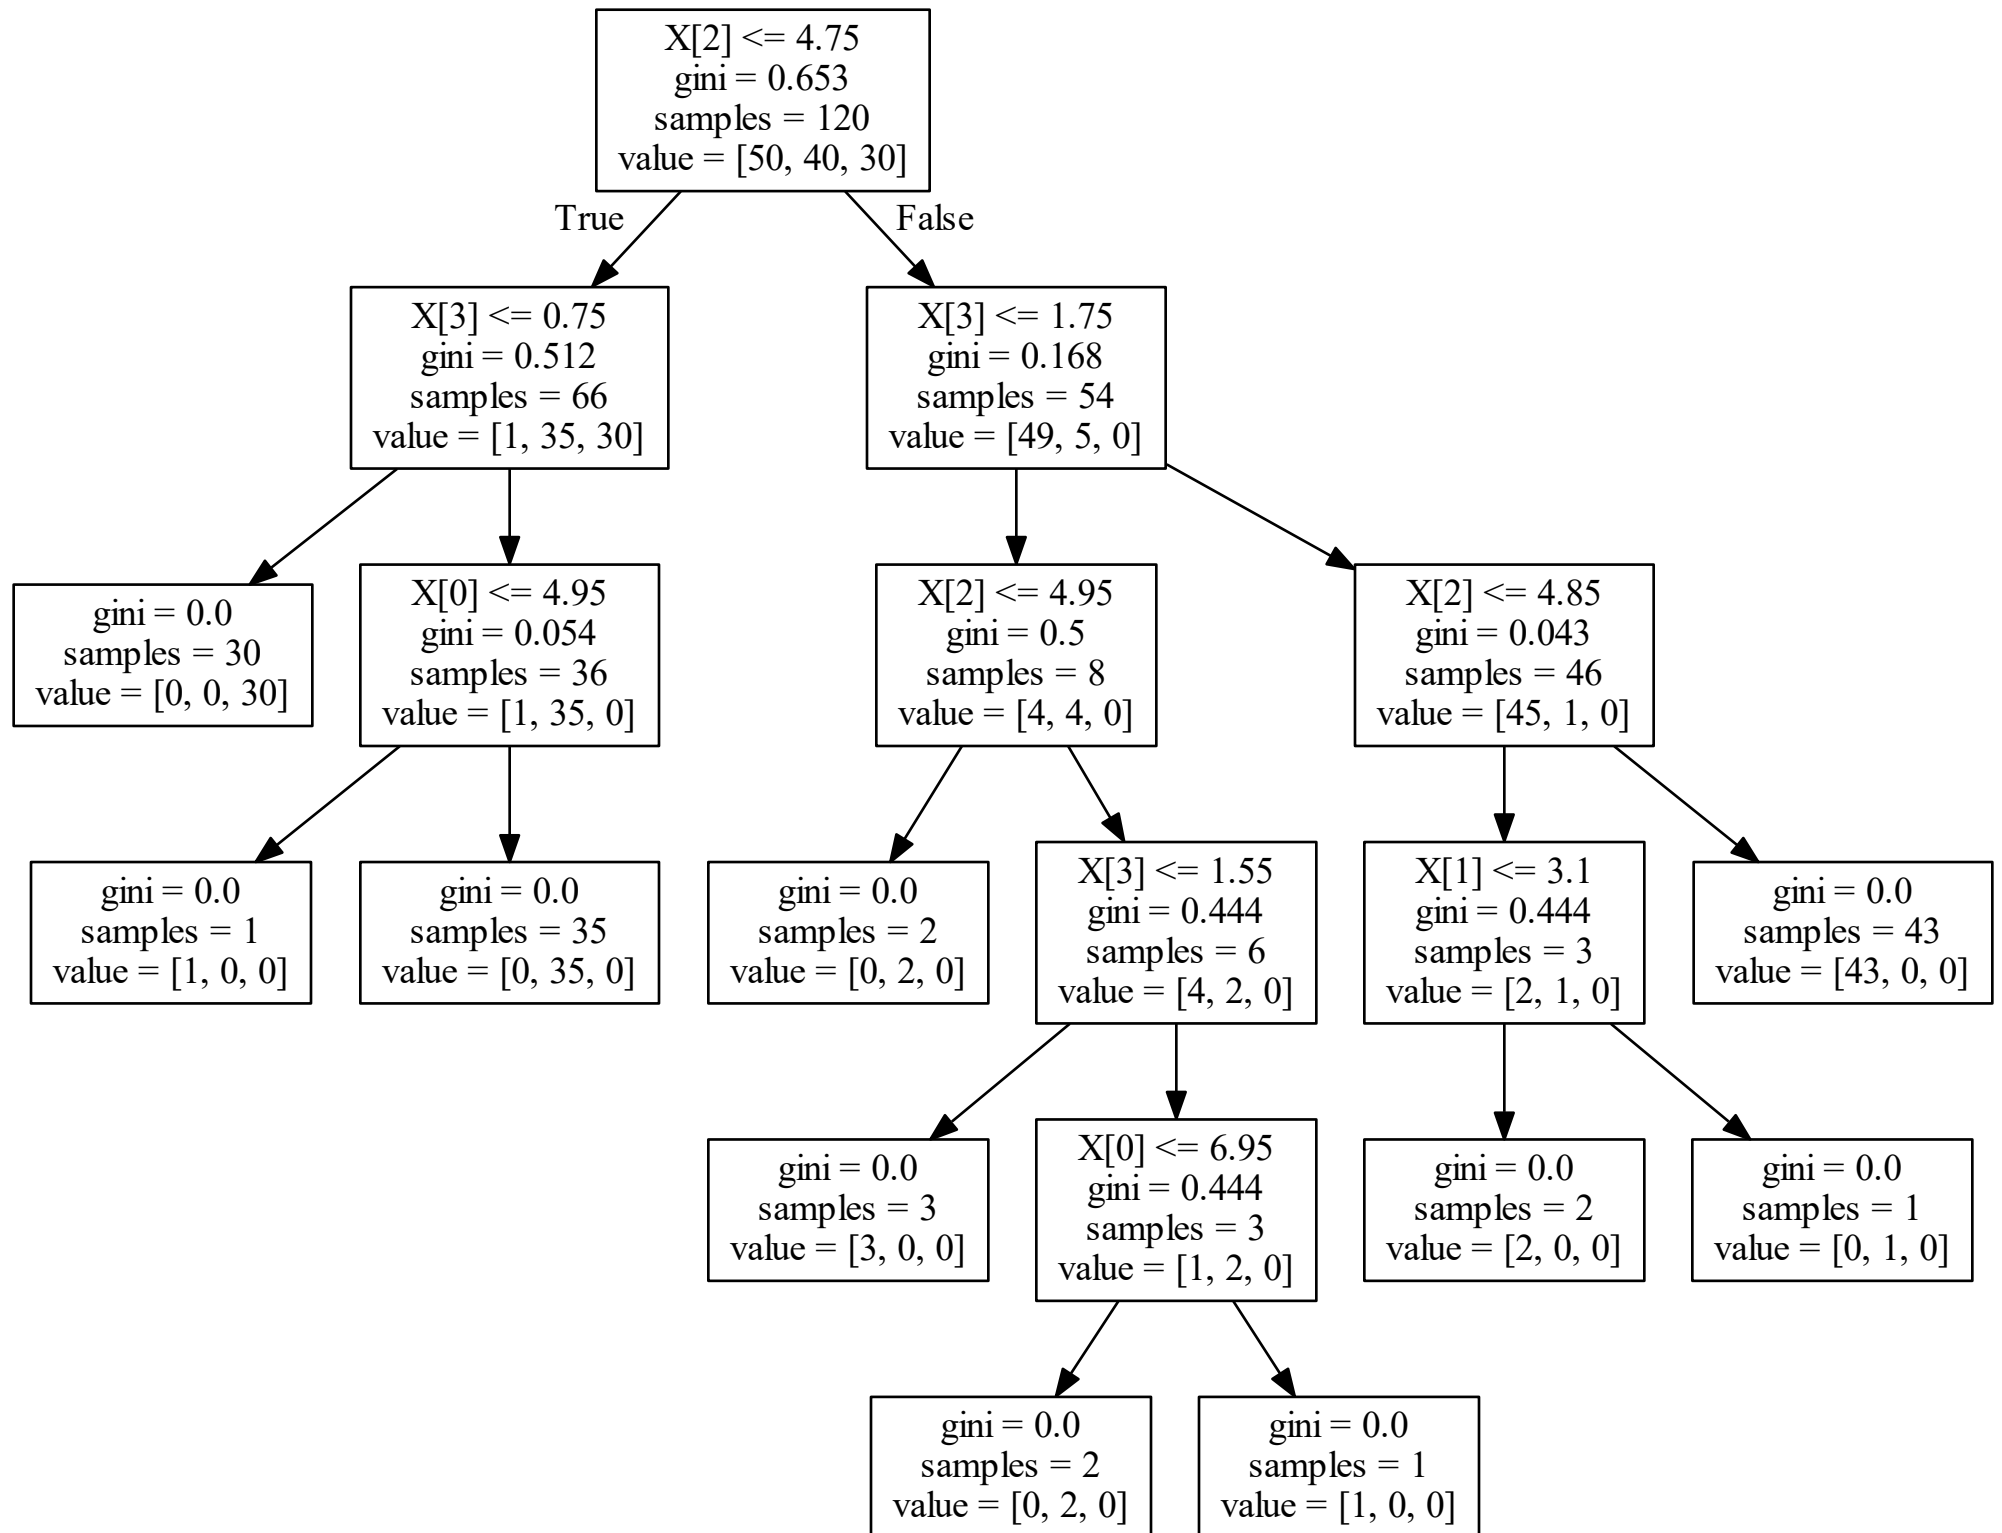 X[2] <= 4.75
gini = 0.653
samples = 120
value = [50, 40, 30]
True
False
X[3] <= 0.75
gini = 0.512
samples = 66
value = [1, 35, 30]
X[3] <= 1.75
gini = 0.168
samples = 54
value = [49, 5, 0]
gini = 0.0
samples = 30
value = [0, 0, 30]
X[0] <= 4.95
gini = 0.054
samples = 36
value = [1, 35, 0]
X[2] <= 4.95
gini = 0.5
samples = 8
value = [4, 4, 0]
X[2] <= 4.85
gini = 0.043
samples = 46
value = [45, 1, 0]
gini = 0.0
samples = 1
value = [1, 0, 0]
gini = 0.0
samples = 35
value = [0, 35, 0]
gini = 0.0
samples = 2
value = [0, 2, 0]
X[3] <= 1.55
gini = 0.444
samples = 6
value = [4, 2, 0]
X[1] <= 3.1
gini = 0.444
samples = 3
value = [2, 1, 0]
gini = 0.0
samples = 43
value = [43, 0, 0]
gini = 0.0
samples = 3
value = [3, 0, 0]
X[0] <= 6.95
gini = 0.444
samples = 3
value = [1, 2, 0]
gini = 0.0
samples = 2
value = [2, 0, 0]
gini = 0.0
samples = 1
value = [0, 1, 0]
gini = 0.0
samples = 2
value = [0, 2, 0]
gini = 0.0
samples = 1
value = [1, 0, 0]